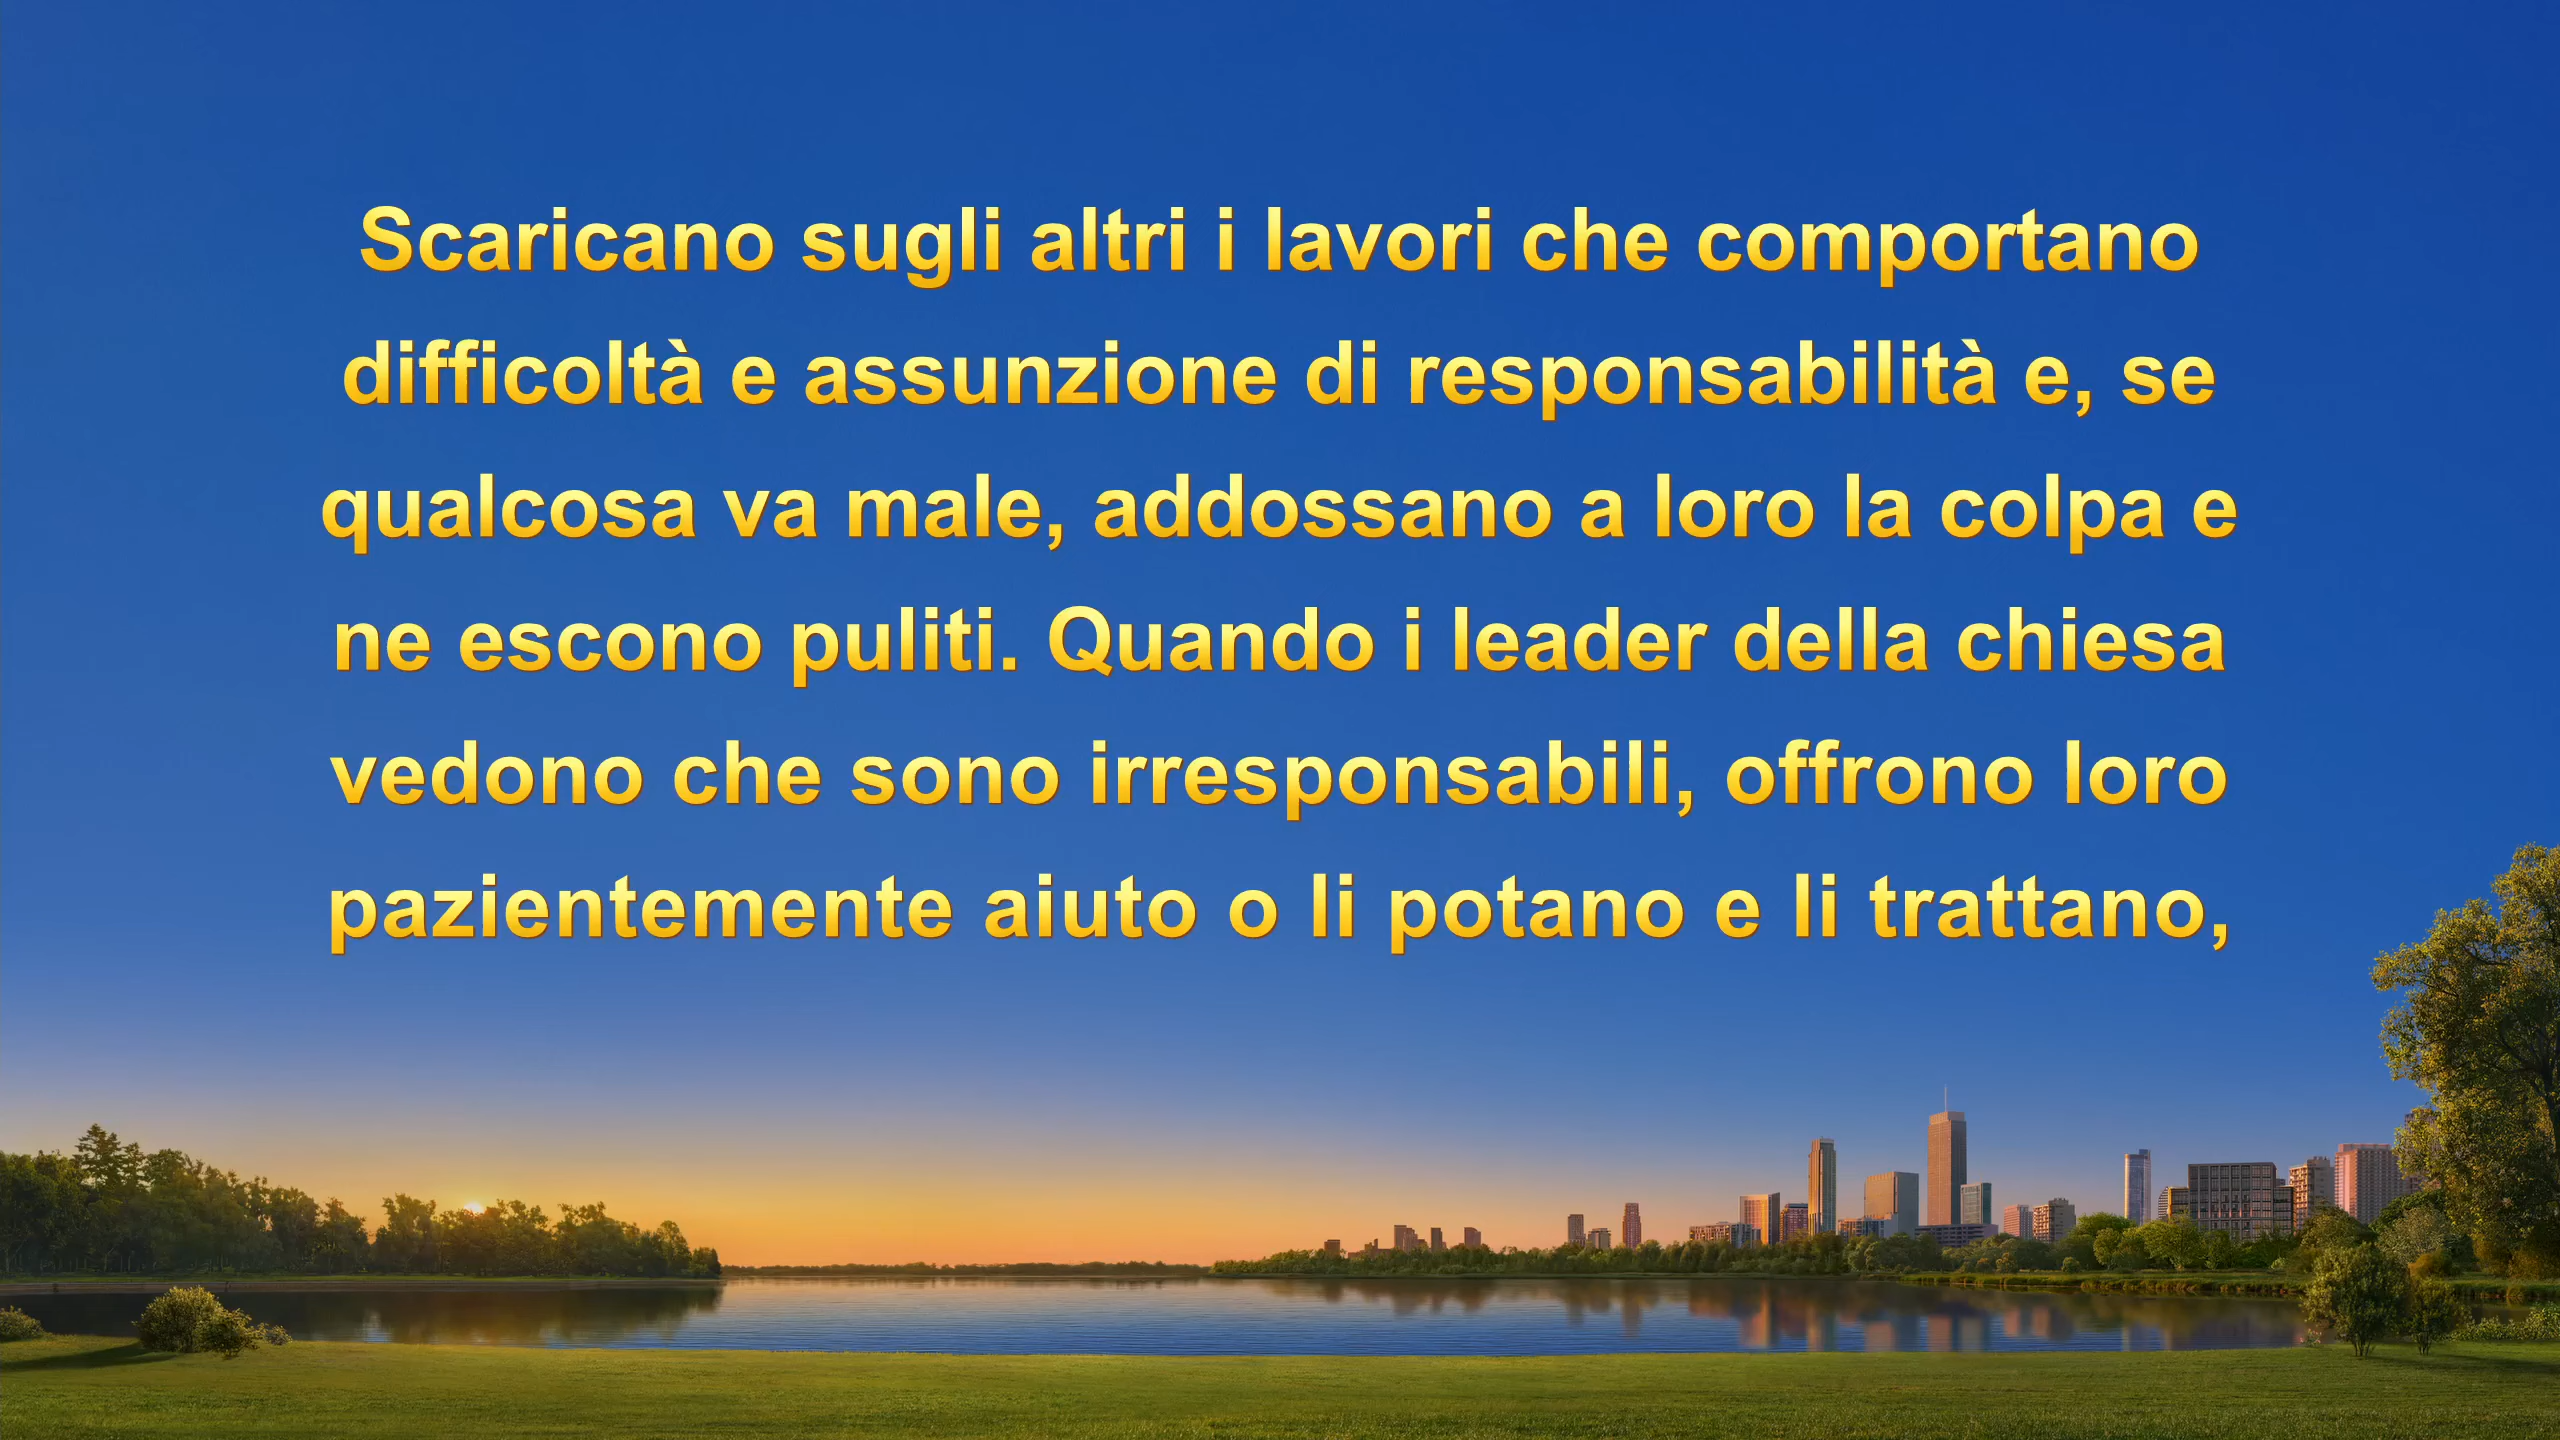 Scaricano sugli altri i lavori che comportano
difficoltà e assunzione di responsabilità e, se
qualcosa va male, addossano a loro la colpa e
ne escono puliti. Quando i leader della chiesa
vedono che sono irresponsabili, offrono loro
pazientemente aiuto o li potano e li trattano,